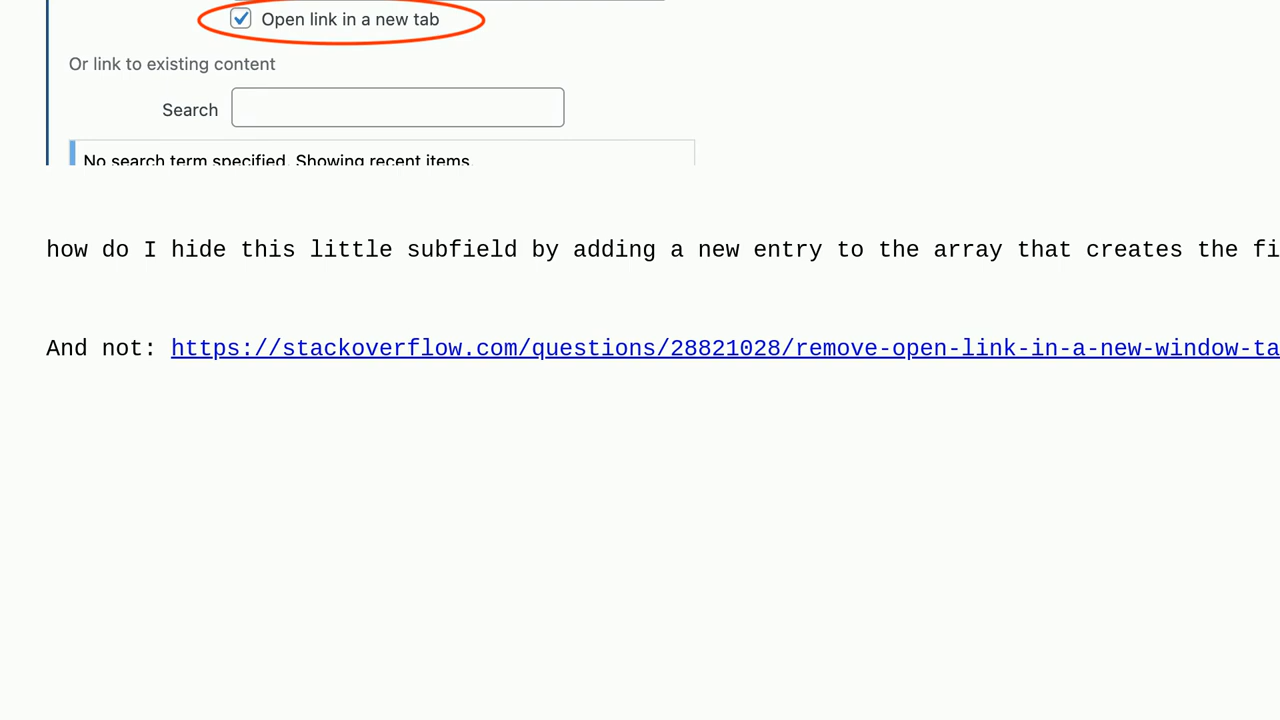 Open link in a new tab
Or link to existing content
Search
No search term specified. Showing recent items.
how do I hide this little subfield by adding a new entry to the array that creates the fi
And not: https://stackoverflow.com/questions/28821028/remove-open-link-in-a-new-window-ta